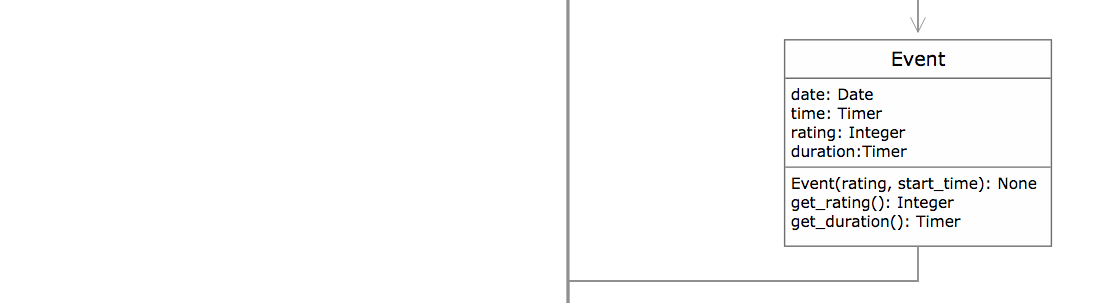 Event
date: Date
time: Timer
rating: Integer
duration:Timer
Event(rating, start_time): None
get_rating(): Integer
get_duration(): Timer